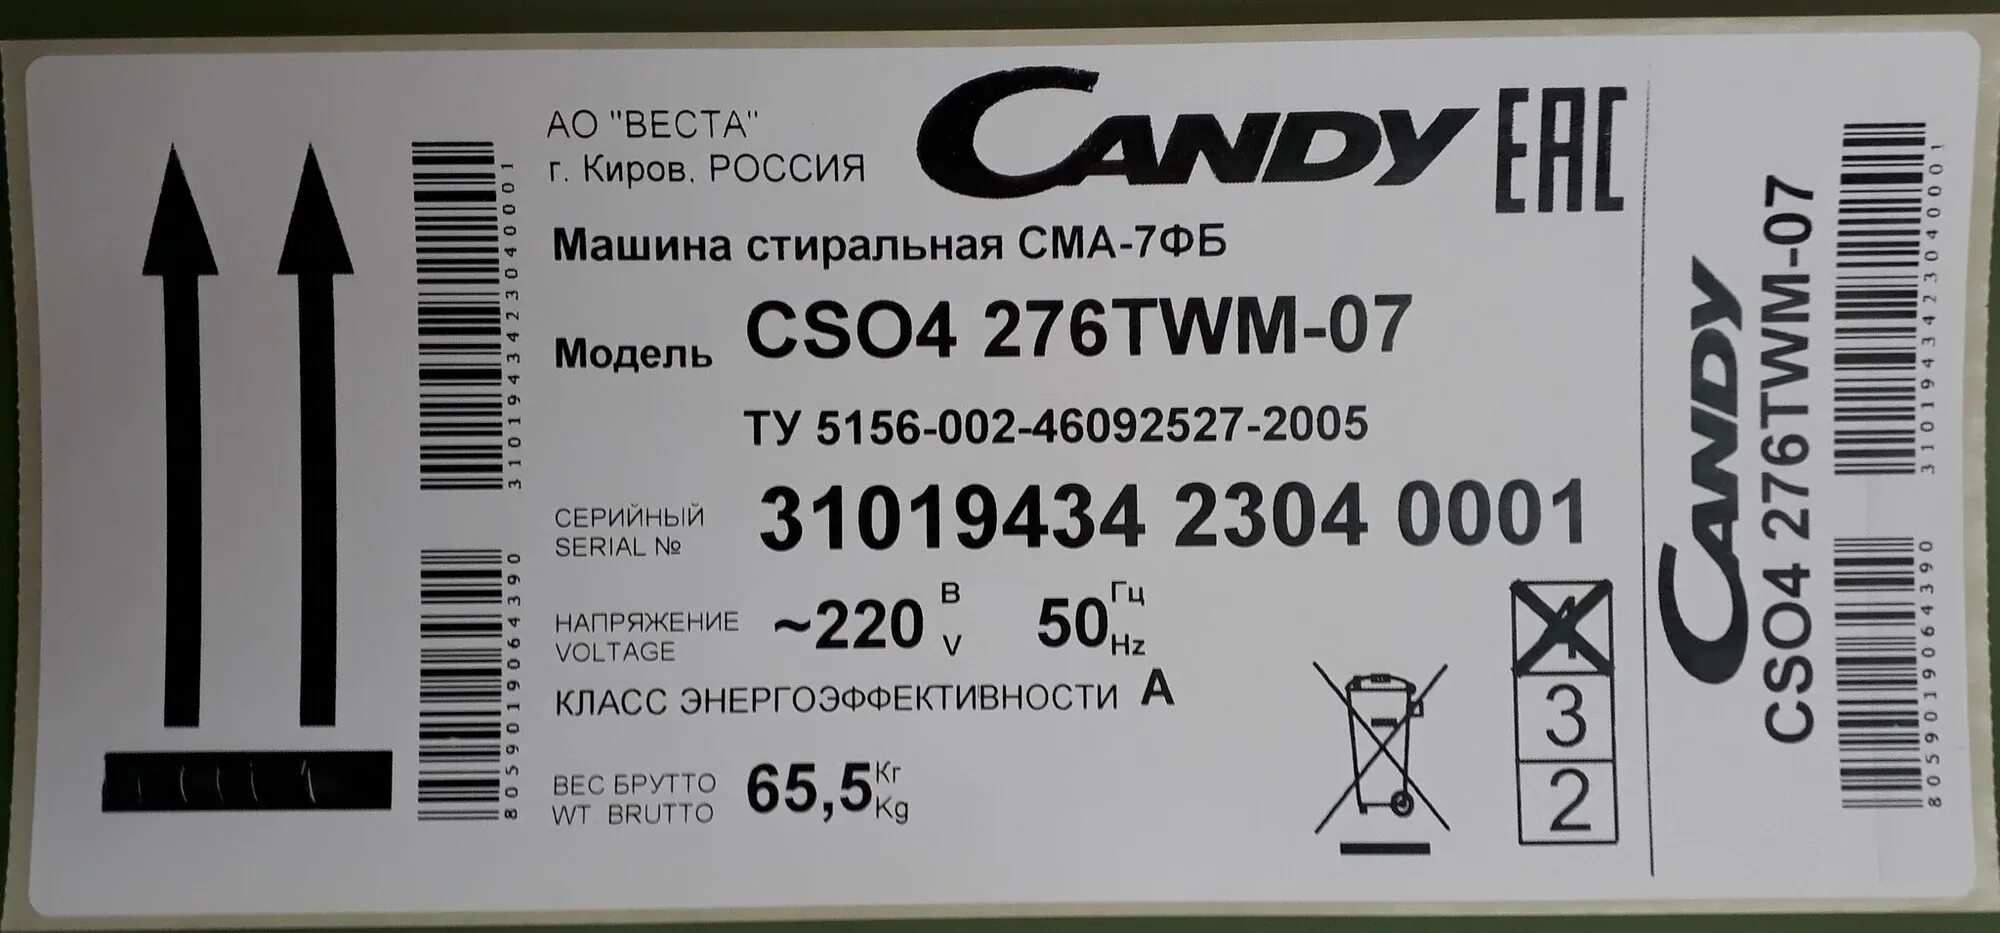 АО "ВЕСТА"
г. Киров. РОССИЯ
CANDY
EAC
Машина стиральная СМА-7ФБ
Модель CSO4 276TWM-07
ТУ 5156-002-46092527-2005
СЕРИЙНЫЙ
SERIAL №
31019434 2304 0001
НАПРЯЖЕНИЕ
VOLTAGE
~220 В V 50 Гц Hz
КЛАСС ЭНЕРГОЭФФЕКТИВНОСТИ А
ВЕС БРУТТО
WT BRUTTO
65,5 Кг Kg
4
3
2
3101943423040001
8059019064390
CANDY
CSO4 276TWM-07
3101943423040001
8059019064390